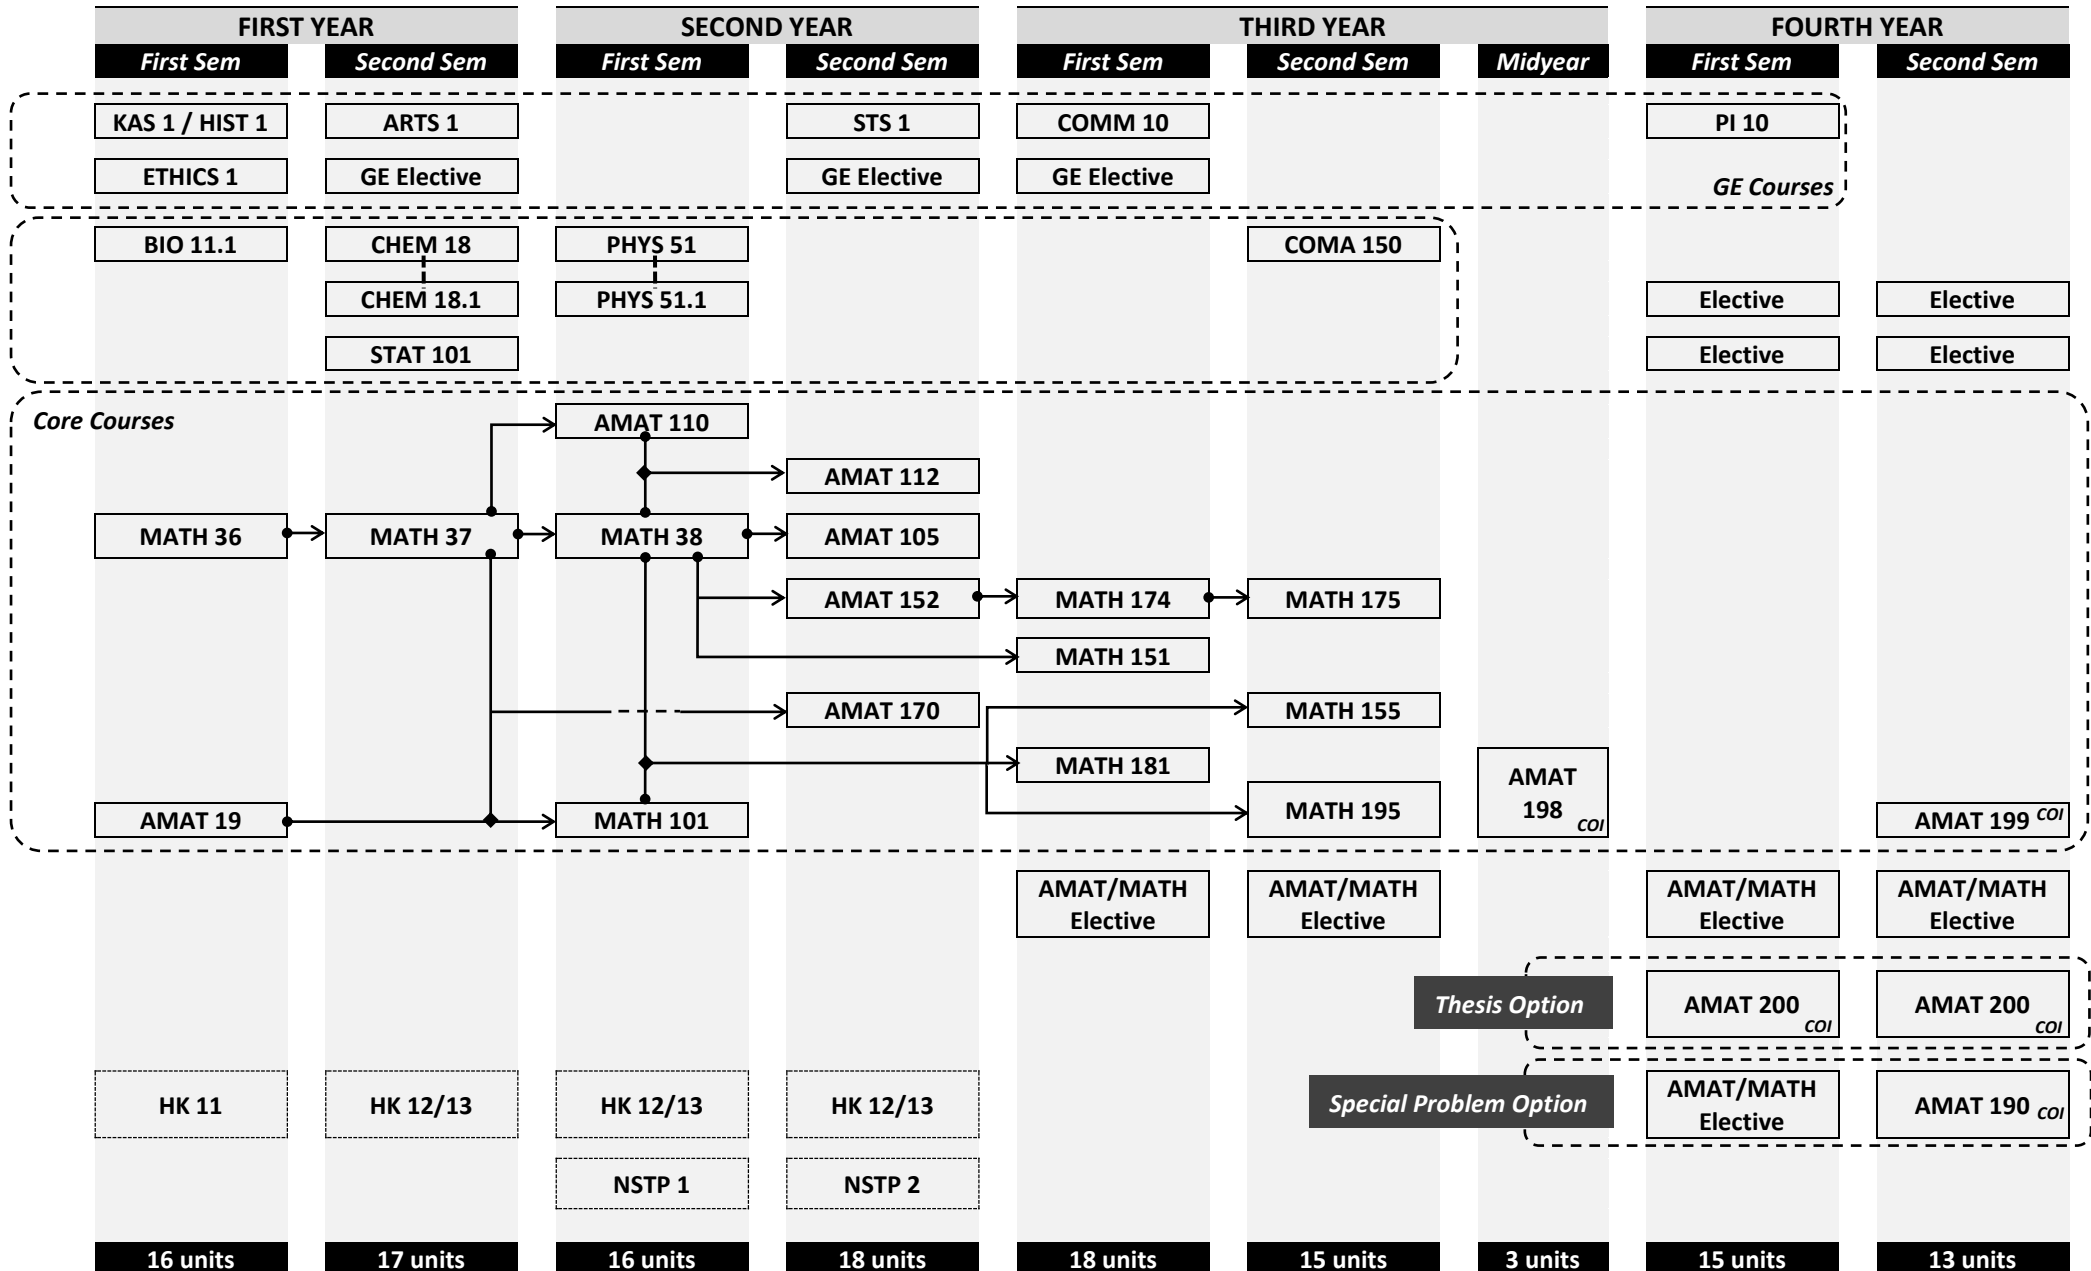 FIRST YEAR SECOND YEAR THIRD YEAR FOURTH YEAR
First Sem Second Sem First Sem Second Sem First Sem Second Sem Midyear First Sem Second Sem
KAS 1 / HIST 1 ARTS 1 STS 1 COMM 10 PI 10
ETHICS 1 GE Elective GE Elective GE Elective
GE Courses
BIO 11.1 CHEM 18 PHYS 51 COMA 150
CHEM 18.1 PHYS 51.1 Elective Elective
STAT 101 Elective Elective
Core Courses
AMAT 110
AMAT 112
MATH 36 MATH 37 MATH 38 AMAT 105
AMAT 152 MATH 174 MATH 175
MATH 151
AMAT 170 MATH 155
MATH 181
AMAT
198 COI
MATH 195
AMAT 19 MATH 101 AMAT 199 COI
AMAT/MATH AMAT/MATH AMAT/MATH AMAT/MATH
Elective Elective Elective Elective
Thesis Option AMAT 200 COI AMAT 200 COI
Special Problem Option
AMAT/MATH
Elective
AMAT 190 COI
HK 11 HK 12/13 HK 12/13 HK 12/13
NSTP 1 NSTP 2
16 units 17 units 16 units 18 units 18 units 15 units 3 units 15 units 13 units